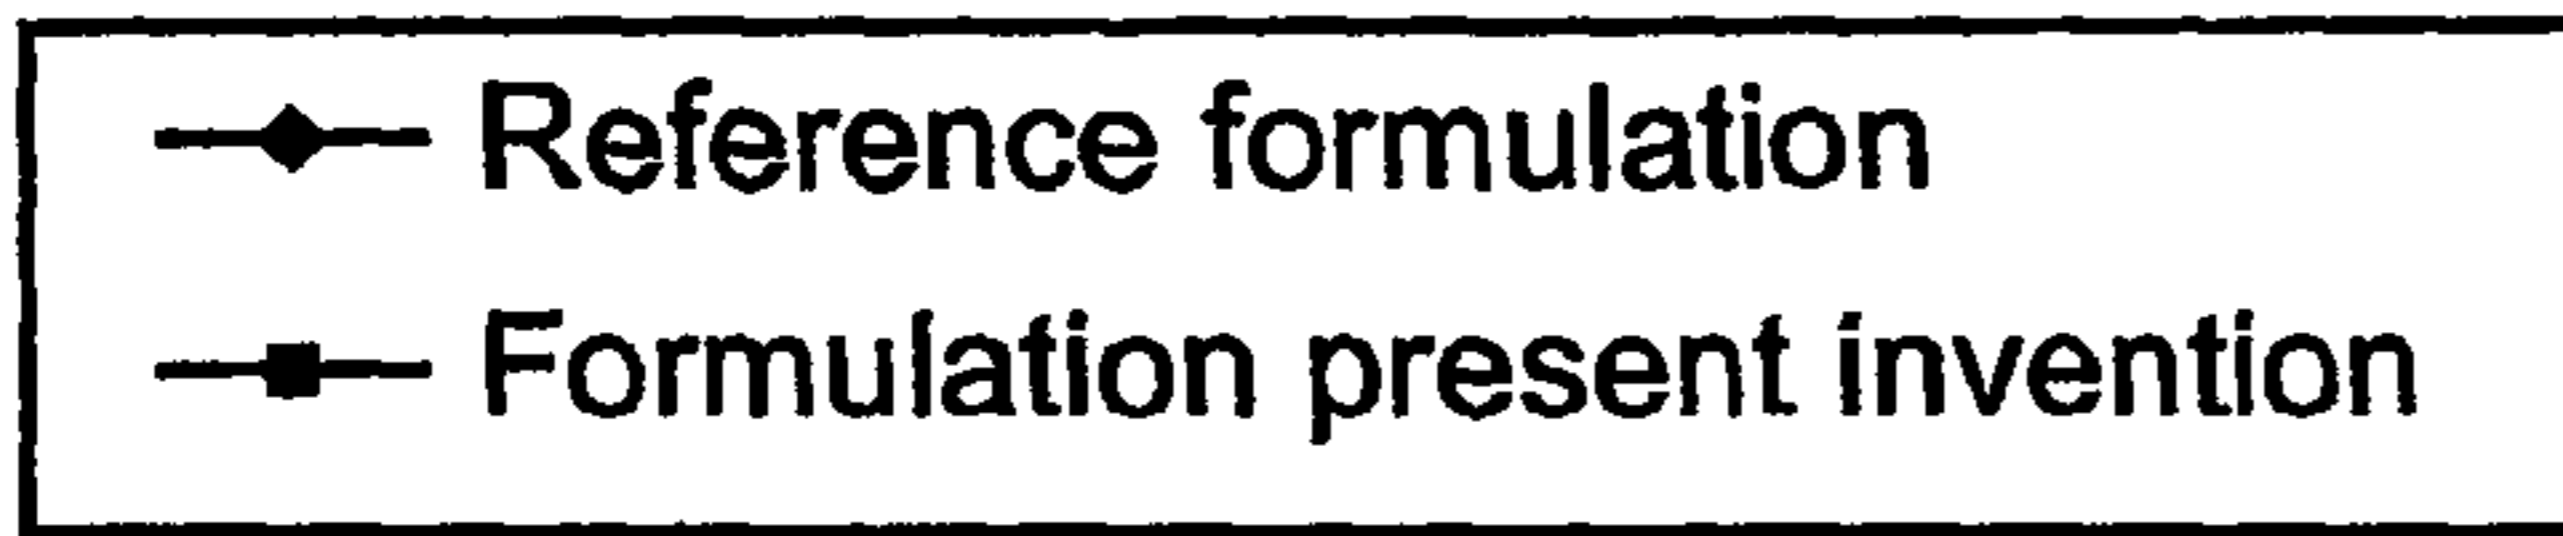 Reference formulation
Formulation present invention